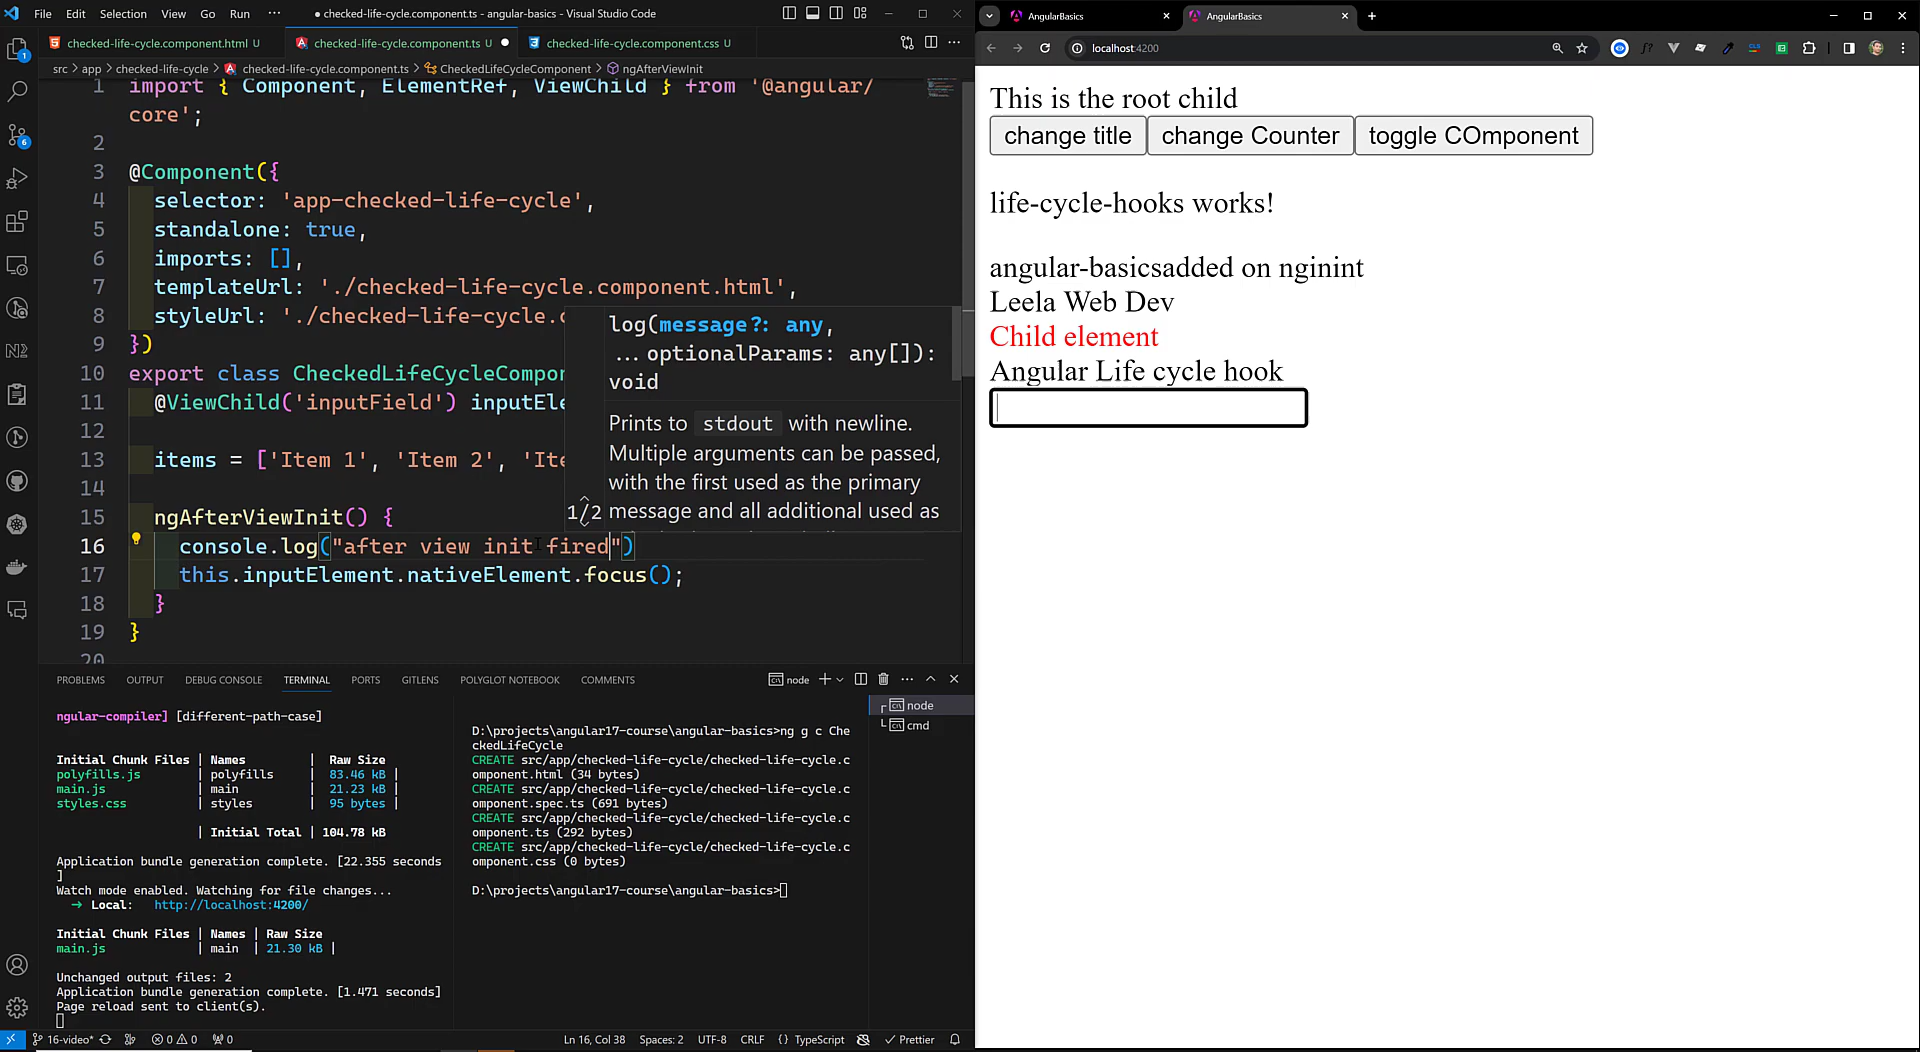 File Edit Selection View Go Run ··· ● checked-life-cycle.component.ts - angular-basics - Visual Studio Code
checked-life-cycle.component.html U checked-life-cycle.component.ts U ● checked-life-cycle.component.css U ···
src > app > checked-life-cycle > checked-life-cycle.component.ts > CheckedLifeCycleComponent > ngAfterViewInit
1 import { Component, ElementRef, ViewChild } from '@angular/
core';
2
3 @Component({
4 selector: 'app-checked-life-cycle',
5 standalone: true,
6 imports: [],
7 templateUrl: './checked-life-cycle.component.html',
8 styleUrl: './checked-life-cycle.c
9 })
10 export class CheckedLifeCycleCompon
11 @ViewChild('inputField') inputEle
12
13 items = ['Item 1', 'Item 2', 'Ite
14
15 ngAfterViewInit() {
16 console.log("after view init fired")
17 this.inputElement.nativeElement.focus();
18 }
19 }
20
log(message?: any,
...optionalParams: any[]):
void
Prints to stdout with newline.
Multiple arguments can be passed,
with the first used as the primary
1/2 message and all additional used as
PROBLEMS OUTPUT DEBUG CONSOLE TERMINAL PORTS GITLENS POLYGLOT NOTEBOOK COMMENTS node
ngular-compiler] [different-path-case]
Initial Chunk Files | Names | Raw Size
polyfills.js | polyfills | 83.46 kB |
main.js | main | 21.23 kB |
styles.css | styles | 95 bytes |
| Initial Total | 104.78 kB
Application bundle generation complete. [22.355 seconds
]
Watch mode enabled. Watching for file changes...
➜ Local: http://localhost:4200/
Initial Chunk Files | Names | Raw Size
main.js | main | 21.30 kB |
Unchanged output files: 2
Application bundle generation complete. [1.471 seconds]
Page reload sent to client(s).
D:\projects\angular17-course\angular-basics>ng g c Che
ckedLifeCycle
CREATE src/app/checked-life-cycle/checked-life-cycle.c
omponent.html (34 bytes)
CREATE src/app/checked-life-cycle/checked-life-cycle.c
omponent.spec.ts (691 bytes)
CREATE src/app/checked-life-cycle/checked-life-cycle.c
omponent.ts (292 bytes)
CREATE src/app/checked-life-cycle/checked-life-cycle.c
omponent.css (0 bytes)
D:\projects\angular17-course\angular-basics>
node
cmd
1
6
16-video* 0 0 0 Ln 16, Col 38 Spaces: 2 UTF-8 CRLF {} TypeScript Prettier
AngularBasics AngularBasics
localhost:4200
This is the root child
change title change Counter toggle COmponent
life-cycle-hooks works!
angular-basicsadded on nginint
Leela Web Dev
Child element
Angular Life cycle hook